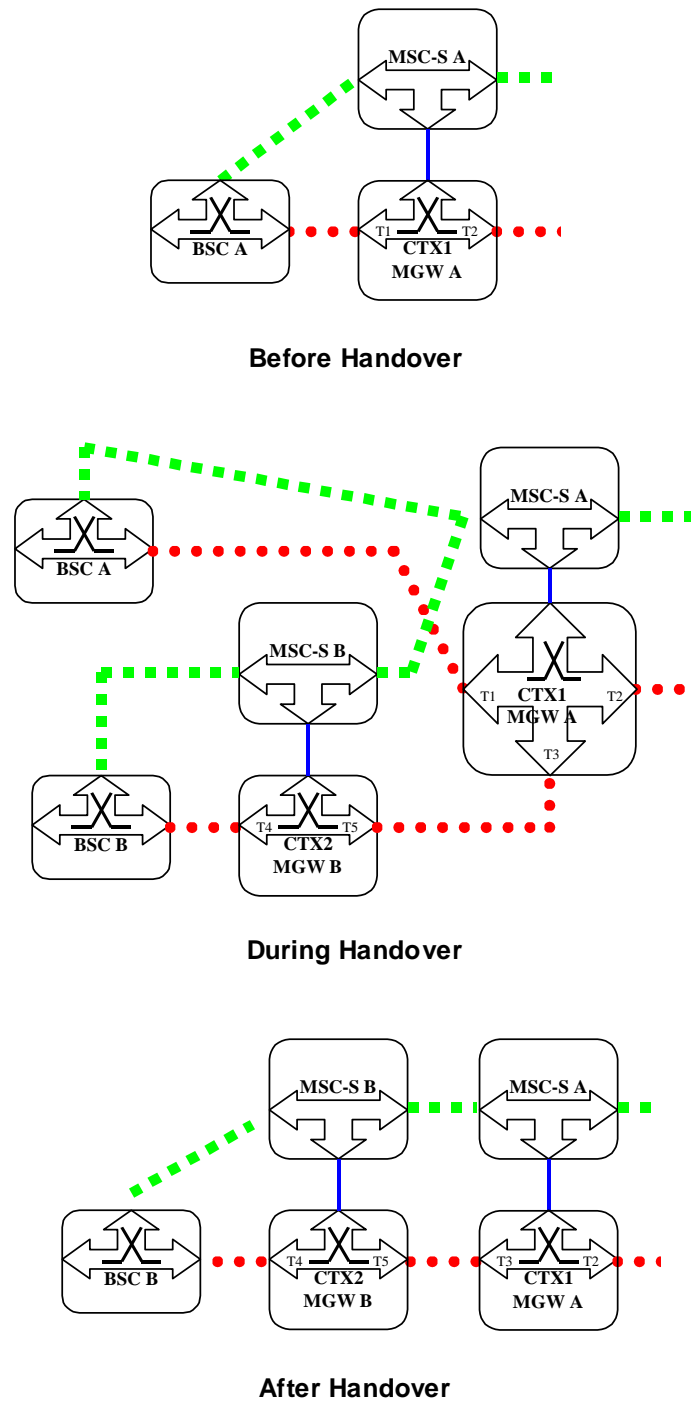 MSC-S A
BSC A
T1
T2
CTX1
MGW A
Before Handover
MSC-S A
BSC A
MSC-S B
T1
CTX1
T2
MGW A
T3
BSC B
T4
T5
CTX2
MGW B
During Handover
MSC-S B
MSC-S A
BSC B
T4
T5
CTX2
MGW B
T3
T2
CTX1
MGW A
After Handover